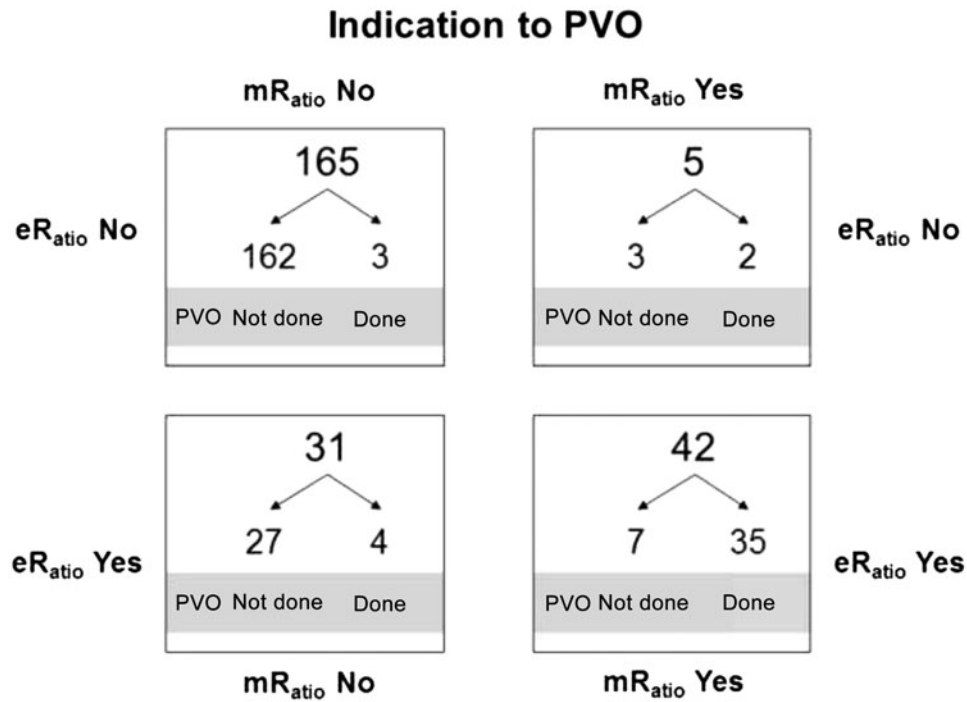 Indication to PVO
mRatio No mRatio Yes
165 5
eRatio No eRatio No
162 3 3 2
PVO Not done Done PVO Not done Done
31 42
27 4 7 35
eRatio Yes eRatio Yes
PVO Not done Done PVO Not done Done
mRatio No mRatio Yes